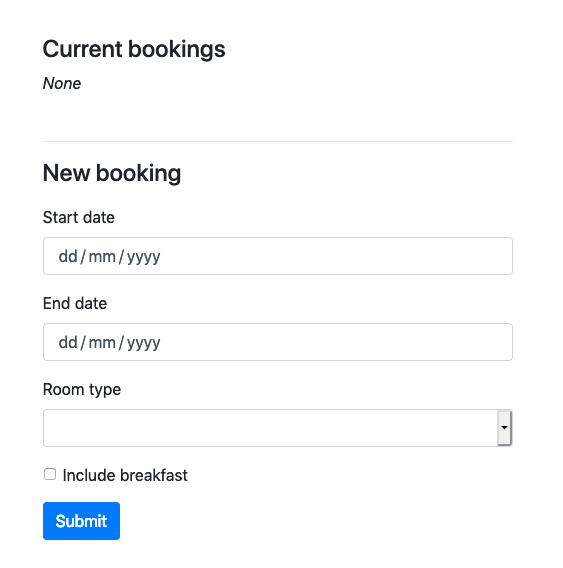 Current bookings
None
New booking
Start date
dd/mm/yyyy
End date
dd/mm/yyyy
Room type
Include breakfast
Submit